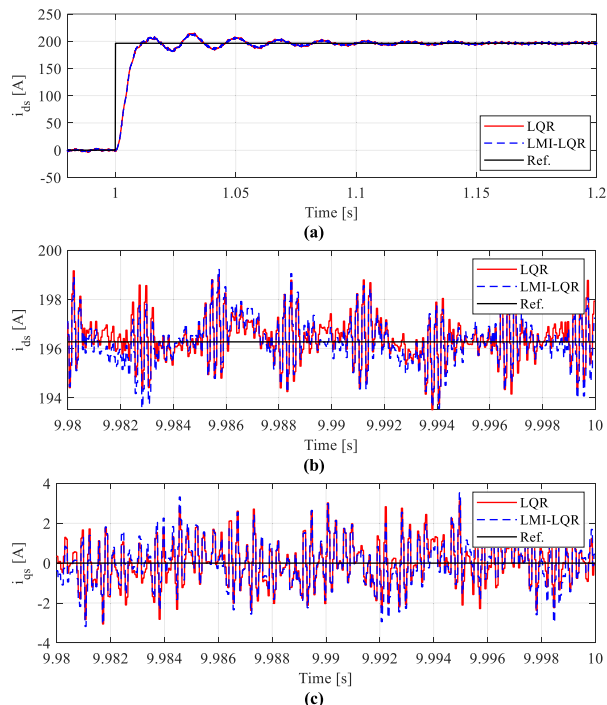 250
200
150
100
50
0
-50
i_ds [A]
LQR
LMI-LQR
Ref.
1 1.05 1.1 1.15 1.2
Time [s]
(a)
200
198
196
194
i_ds [A]
LQR
LMI-LQR
Ref.
9.98 9.982 9.984 9.986 9.988 9.99 9.992 9.994 9.996 9.998 10
Time [s]
(b)
4
2
0
-2
-4
i_qs [A]
LQR
LMI-LQR
Ref.
9.98 9.982 9.984 9.986 9.988 9.99 9.992 9.994 9.996 9.998 10
Time [s]
(c)